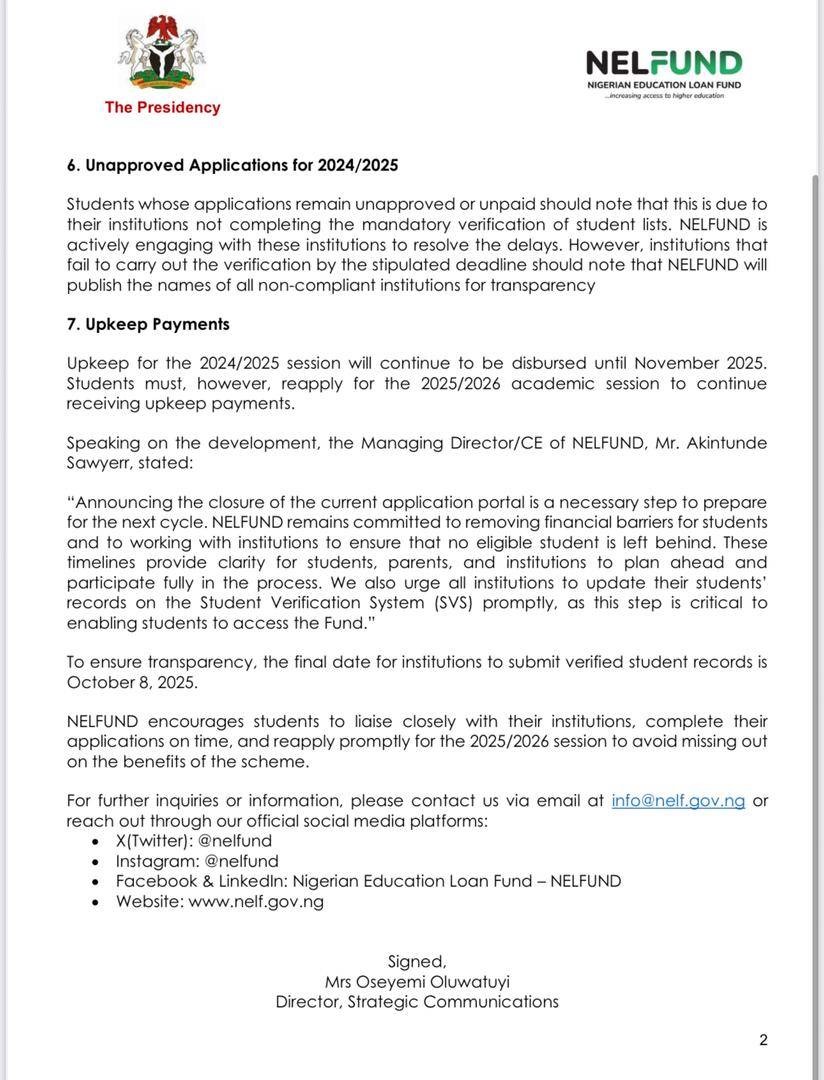 The Presidency
NELFUND
NIGERIAN EDUCATION LOAN FUND
...increasing access to higher education
6. Unapproved Applications for 2024/2025
Students whose applications remain unapproved or unpaid should note that this is due to
their institutions not completing the mandatory verification of student lists. NELFUND is
actively engaging with these institutions to resolve the delays. However, institutions that
fail to carry out the verification by the stipulated deadline should note that NELFUND will
publish the names of all non-compliant institutions for transparency
7. Upkeep Payments
Upkeep for the 2024/2025 session will continue to be disbursed until November 2025.
Students must, however, reapply for the 2025/2026 academic session to continue
receiving upkeep payments.
Speaking on the development, the Managing Director/CE of NELFUND, Mr. Akintunde
Sawyerr, stated:
“Announcing the closure of the current application portal is a necessary step to prepare
for the next cycle. NELFUND remains committed to removing financial barriers for students
and to working with institutions to ensure that no eligible student is left behind. These
timelines provide clarity for students, parents, and institutions to plan ahead and
participate fully in the process. We also urge all institutions to update their students’
records on the Student Verification System (SVS) promptly, as this step is critical to
enabling students to access the Fund.”
To ensure transparency, the final date for institutions to submit verified student records is
October 8, 2025.
NELFUND encourages students to liaise closely with their institutions, complete their
applications on time, and reapply promptly for the 2025/2026 session to avoid missing out
on the benefits of the scheme.
For further inquiries or information, please contact us via email at info@nelf.gov.ng or
reach out through our official social media platforms:
• X(Twitter): @nelfund
• Instagram: @nelfund
• Facebook & LinkedIn: Nigerian Education Loan Fund – NELFUND
• Website: www.nelf.gov.ng
Signed,
Mrs Oseyemi Oluwatuyi
Director, Strategic Communications
2